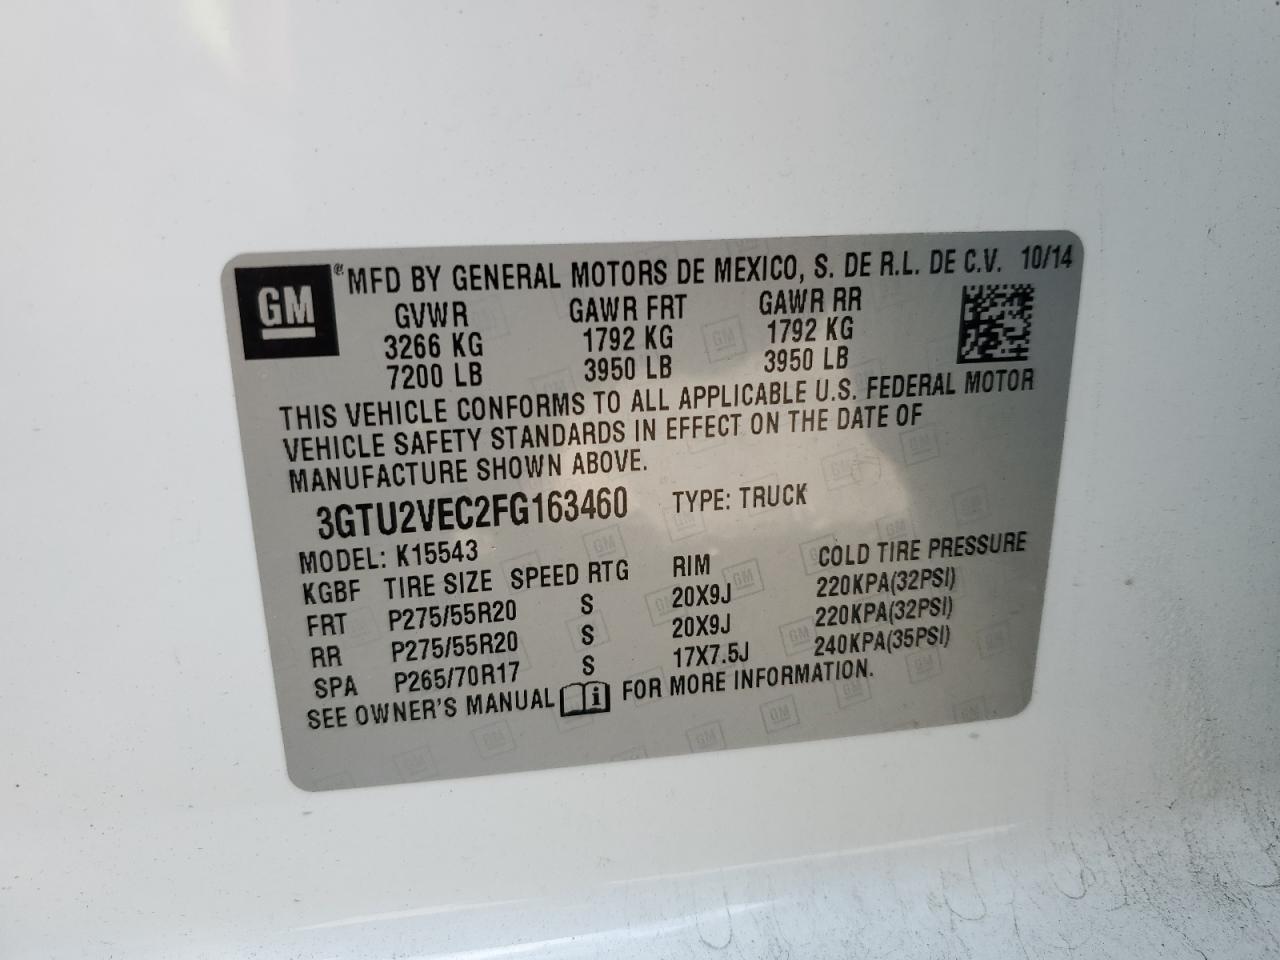 GM
® MFD BY GENERAL MOTORS DE MEXICO, S. DE R.L. DE C.V. 10/14
GVWR GAWR FRT GAWR RR
3266 KG 1792 KG 1792 KG
7200 LB 3950 LB 3950 LB
THIS VEHICLE CONFORMS TO ALL APPLICABLE U.S. FEDERAL MOTOR
VEHICLE SAFETY STANDARDS IN EFFECT ON THE DATE OF
MANUFACTURE SHOWN ABOVE.
3GTU2VEC2FG163460 TYPE: TRUCK
MODEL: K15543
KGBF TIRE SIZE SPEED RTG RIM COLD TIRE PRESSURE
FRT P275/55R20 S 20X9J 220KPA(32PSI)
RR P275/55R20 S 20X9J 220KPA(32PSI)
SPA P265/70R17 S 17X7.5J 240KPA(35PSI)
SEE OWNER'S MANUAL i FOR MORE INFORMATION.